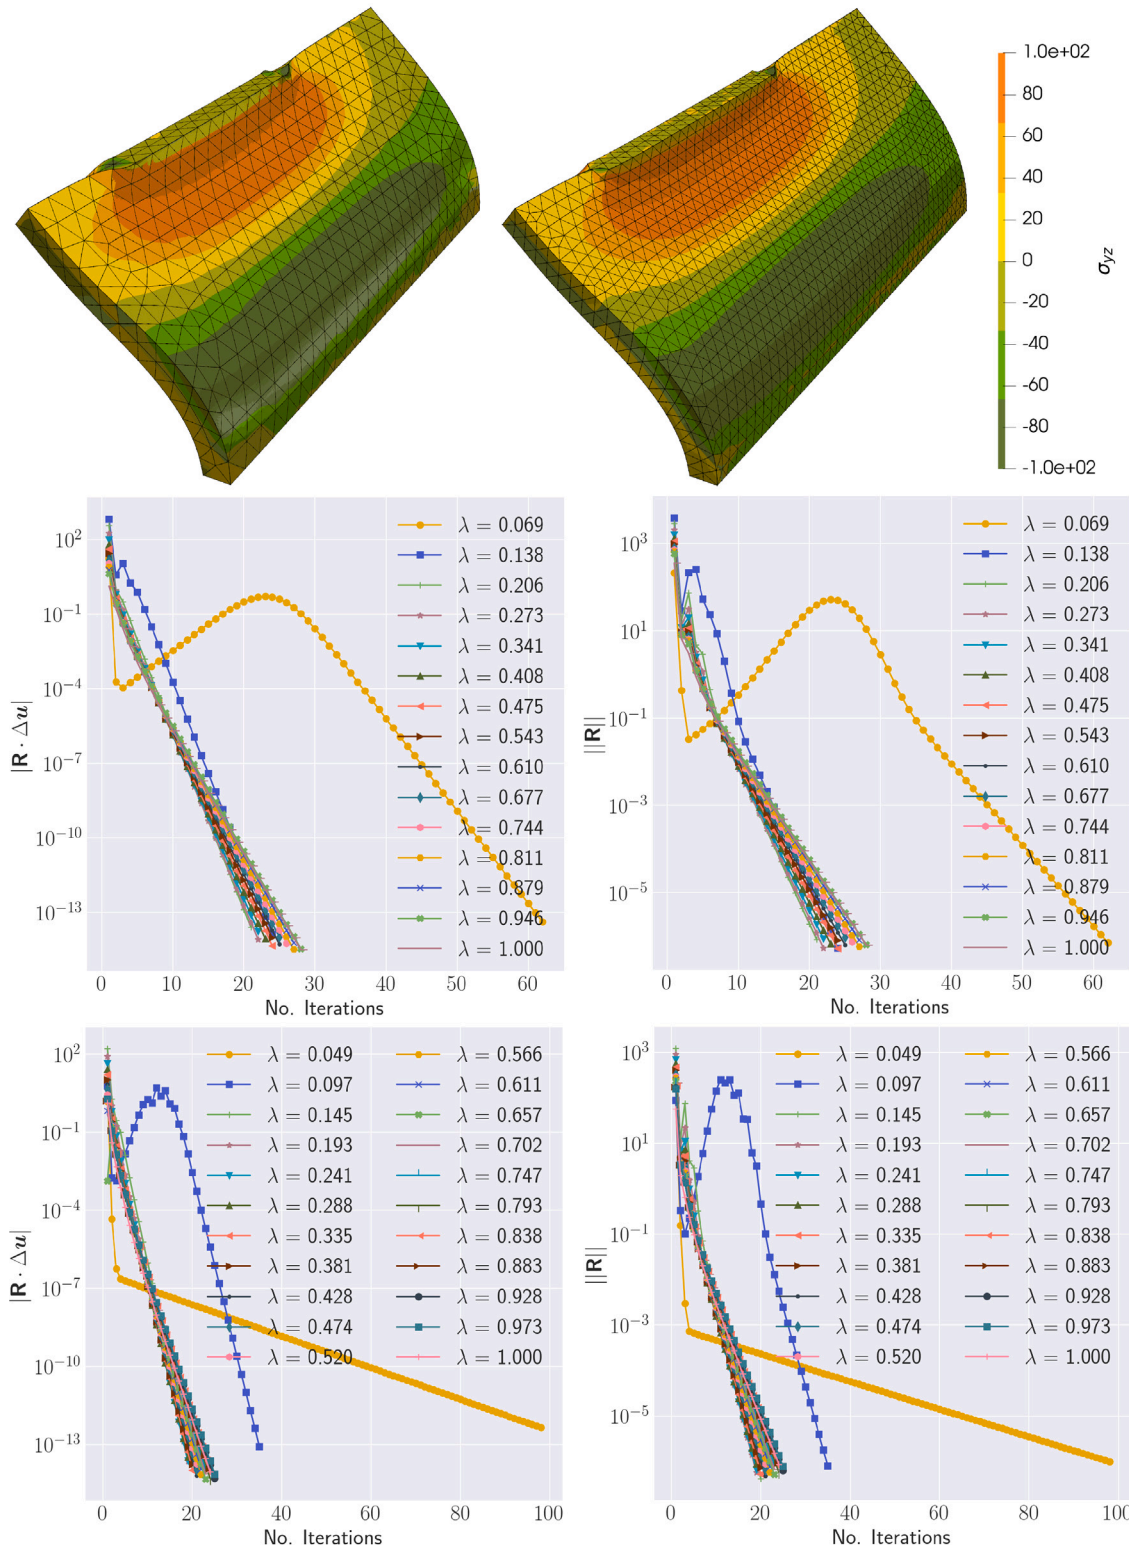 1.0e+02
80
60
40
20
0
-20
-40
-60
-80
-1.0e+02
σyz
10²
10⁻¹
10⁻⁴
10⁻⁷
10⁻¹⁰
10⁻¹³
|R · Δu|
λ = 0.069
λ = 0.138
λ = 0.206
λ = 0.273
λ = 0.341
λ = 0.408
λ = 0.475
λ = 0.543
λ = 0.610
λ = 0.677
λ = 0.744
λ = 0.811
λ = 0.879
λ = 0.946
λ = 1.000
0 10 20 30 40 50 60
No. Iterations
10³
10¹
10⁻¹
10⁻³
10⁻⁵
||R||
λ = 0.069
λ = 0.138
λ = 0.206
λ = 0.273
λ = 0.341
λ = 0.408
λ = 0.475
λ = 0.543
λ = 0.610
λ = 0.677
λ = 0.744
λ = 0.811
λ = 0.879
λ = 0.946
λ = 1.000
0 10 20 30 40 50 60
No. Iterations
10²
10⁻¹
10⁻⁴
10⁻⁷
10⁻¹⁰
10⁻¹³
|R · Δu|
λ = 0.049 λ = 0.566
λ = 0.097 λ = 0.611
λ = 0.145 λ = 0.657
λ = 0.193 λ = 0.702
λ = 0.241 λ = 0.747
λ = 0.288 λ = 0.793
λ = 0.335 λ = 0.838
λ = 0.381 λ = 0.883
λ = 0.428 λ = 0.928
λ = 0.474 λ = 0.973
λ = 0.520 λ = 1.000
0 20 40 60 80 100
No. Iterations
10³
10¹
10⁻¹
10⁻³
10⁻⁵
||R||
λ = 0.049 λ = 0.566
λ = 0.097 λ = 0.611
λ = 0.145 λ = 0.657
λ = 0.193 λ = 0.702
λ = 0.241 λ = 0.747
λ = 0.288 λ = 0.793
λ = 0.335 λ = 0.838
λ = 0.381 λ = 0.883
λ = 0.428 λ = 0.928
λ = 0.474 λ = 0.973
λ = 0.520 λ = 1.000
0 20 40 60 80 100
No. Iterations